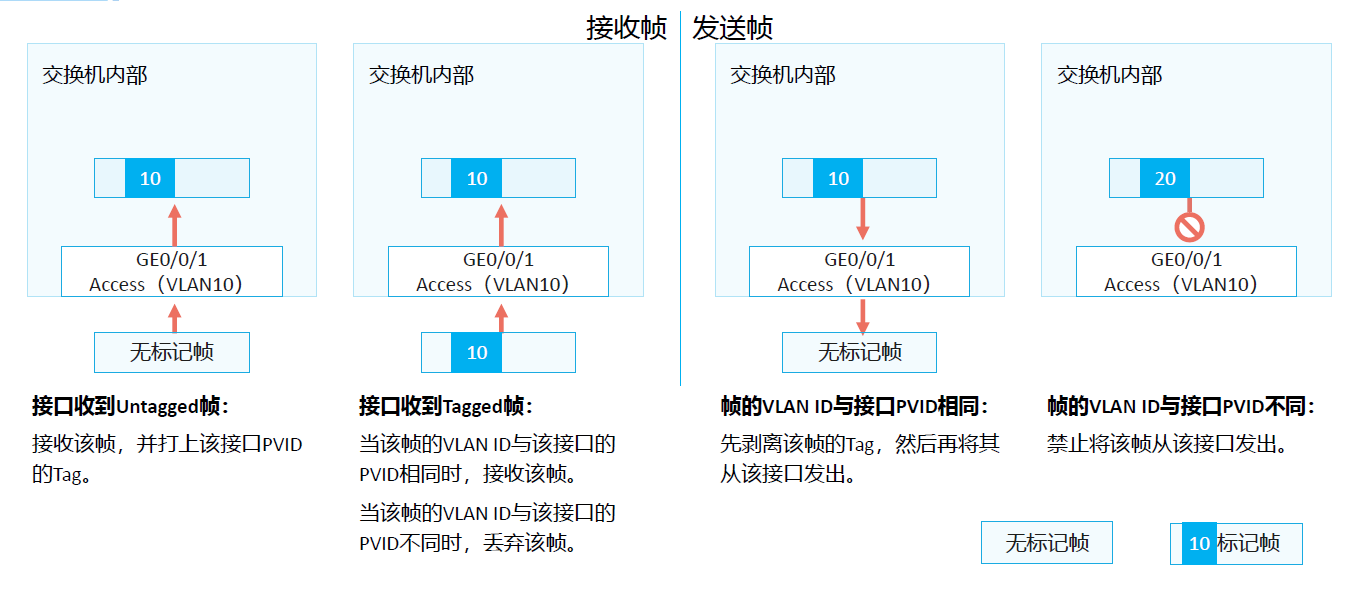 接收帧
发送帧
交换机内部
10
GE0/0/1
Access（VLAN10）
无标记帧
接口收到Untagged帧：
接收该帧，并打上该接口PVID
的Tag。
交换机内部
10
GE0/0/1
Access（VLAN10）
10
接口收到Tagged帧：
当该帧的VLAN ID与该接口的
PVID相同时，接收该帧。
当该帧的VLAN ID与该接口的
PVID不同时，丢弃该帧。
交换机内部
10
GE0/0/1
Access（VLAN10）
无标记帧
帧的VLAN ID与接口PVID相同：
先剥离该帧的Tag，然后再将其
从该接口发出。
交换机内部
20
GE0/0/1
Access（VLAN10）
帧的VLAN ID与接口PVID不同：
禁止将该帧从该接口发出。
无标记帧
10 标记帧